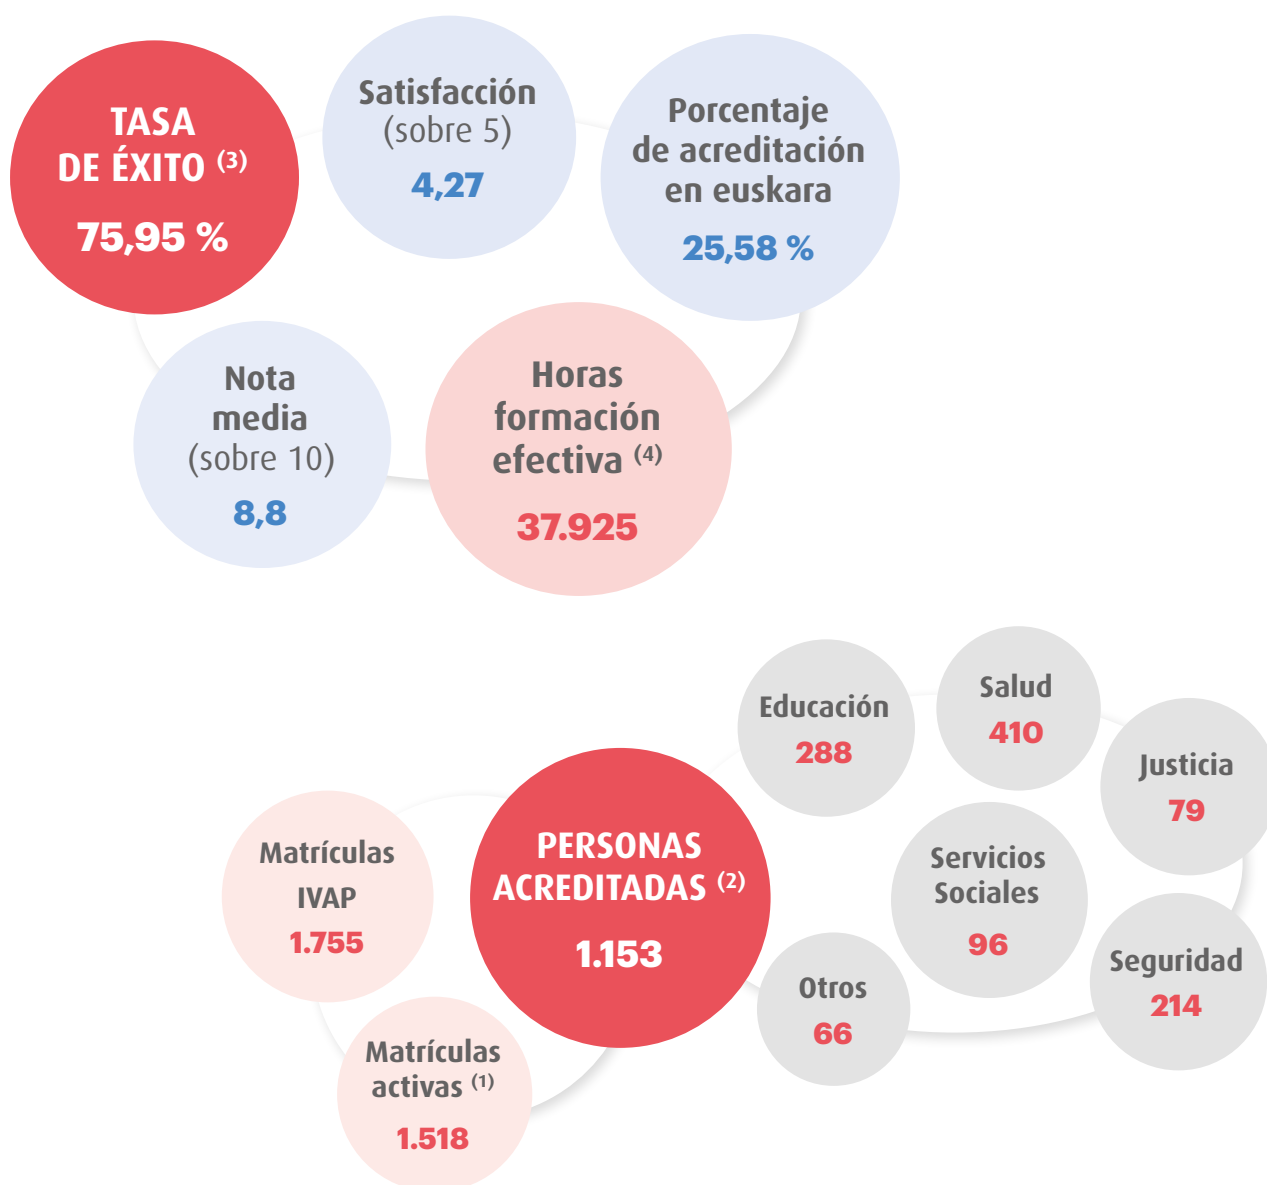 TASA
DE ÉXITO (3)
75,95 %
Satisfacción
(sobre 5)
4,27
Porcentaje
de acreditación
en euskara
25,58 %
Nota
media
(sobre 10)
8,8
Horas
formación
efectiva (4)
37.925
Matrículas
IVAP
1.755
Matrículas
activas (1)
1.518
PERSONAS
ACREDITADAS (2)
1.153
Educación
288
Salud
410
Justicia
79
Servicios
Sociales
96
Seguridad
214
Otros
66